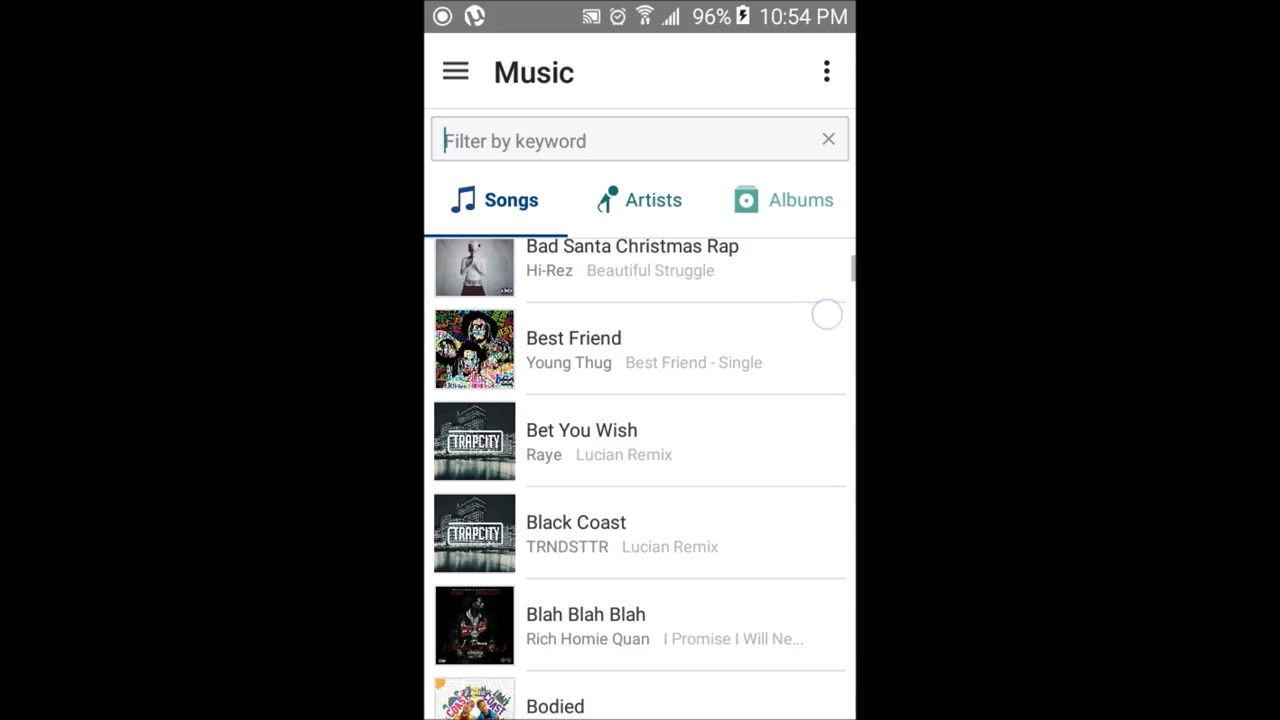 96% 10:54 PM
Music
Filter by keyword
Songs Artists Albums
Bad Santa Christmas Rap
Hi-Rez Beautiful Struggle
Best Friend
Young Thug Best Friend - Single
Bet You Wish
TRAPCITY
Raye Lucian Remix
Black Coast
TRAPCITY
TRNDSTTR Lucian Remix
Blah Blah Blah
Rich Homie Quan I Promise I Will Ne...
Bodied
COAST COAST